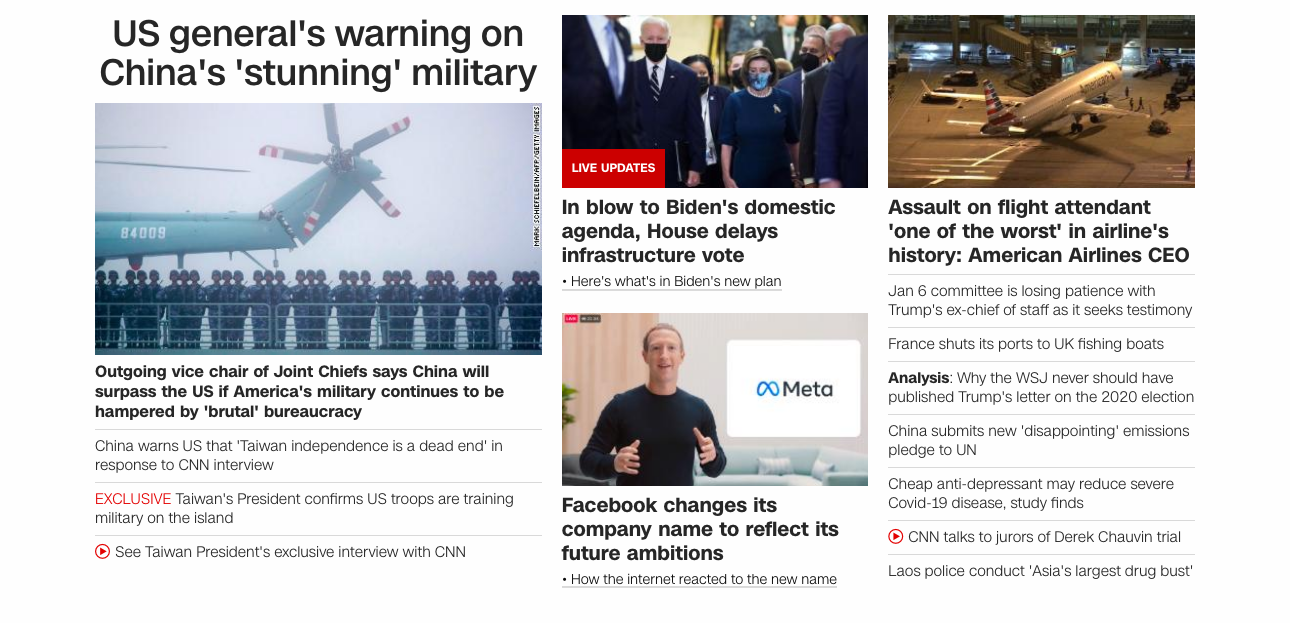 US general's warning on
China's 'stunning' military
84009
MARK SCHIEFELBEIN/AFP/GETTY IMAGES
Outgoing vice chair of Joint Chiefs says China will
surpass the US if America's military continues to be
hampered by 'brutal' bureaucracy
China warns US that 'Taiwan independence is a dead end' in
response to CNN interview
EXCLUSIVE Taiwan's President confirms US troops are training
military on the island
See Taiwan President's exclusive interview with CNN
LIVE UPDATES
In blow to Biden's domestic
agenda, House delays
infrastructure vote
• Here's what's in Biden's new plan
LIVE
Meta
Facebook changes its
company name to reflect its
future ambitions
• How the internet reacted to the new name
American
Assault on flight attendant
'one of the worst' in airline's
history: American Airlines CEO
Jan 6 committee is losing patience with
Trump's ex-chief of staff as it seeks testimony
France shuts its ports to UK fishing boats
Analysis: Why the WSJ never should have
published Trump's letter on the 2020 election
China submits new 'disappointing' emissions
pledge to UN
Cheap anti-depressant may reduce severe
Covid-19 disease, study finds
CNN talks to jurors of Derek Chauvin trial
Laos police conduct 'Asia's largest drug bust'